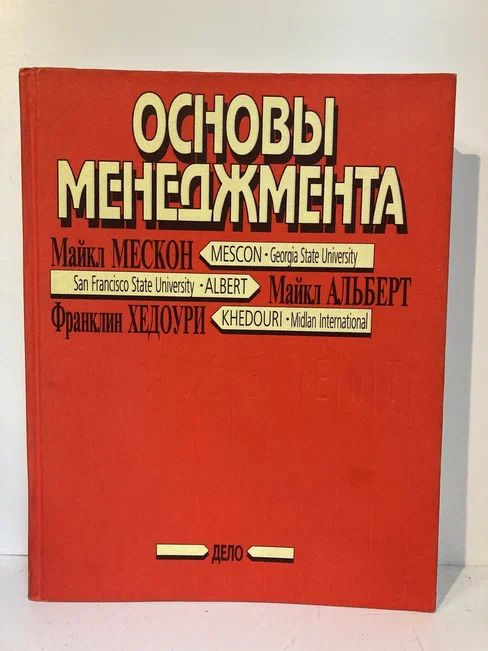 ОСНОВЫ
МЕНЕДЖМЕНТА
Майкл МЕСКОН MESCON • Georgia State University
San Francisco State University • ALBERT Майкл АЛЬБЕРТ
Франклин ХЕДОУРИ KHEDOURI • Midlan International
ДЕЛО